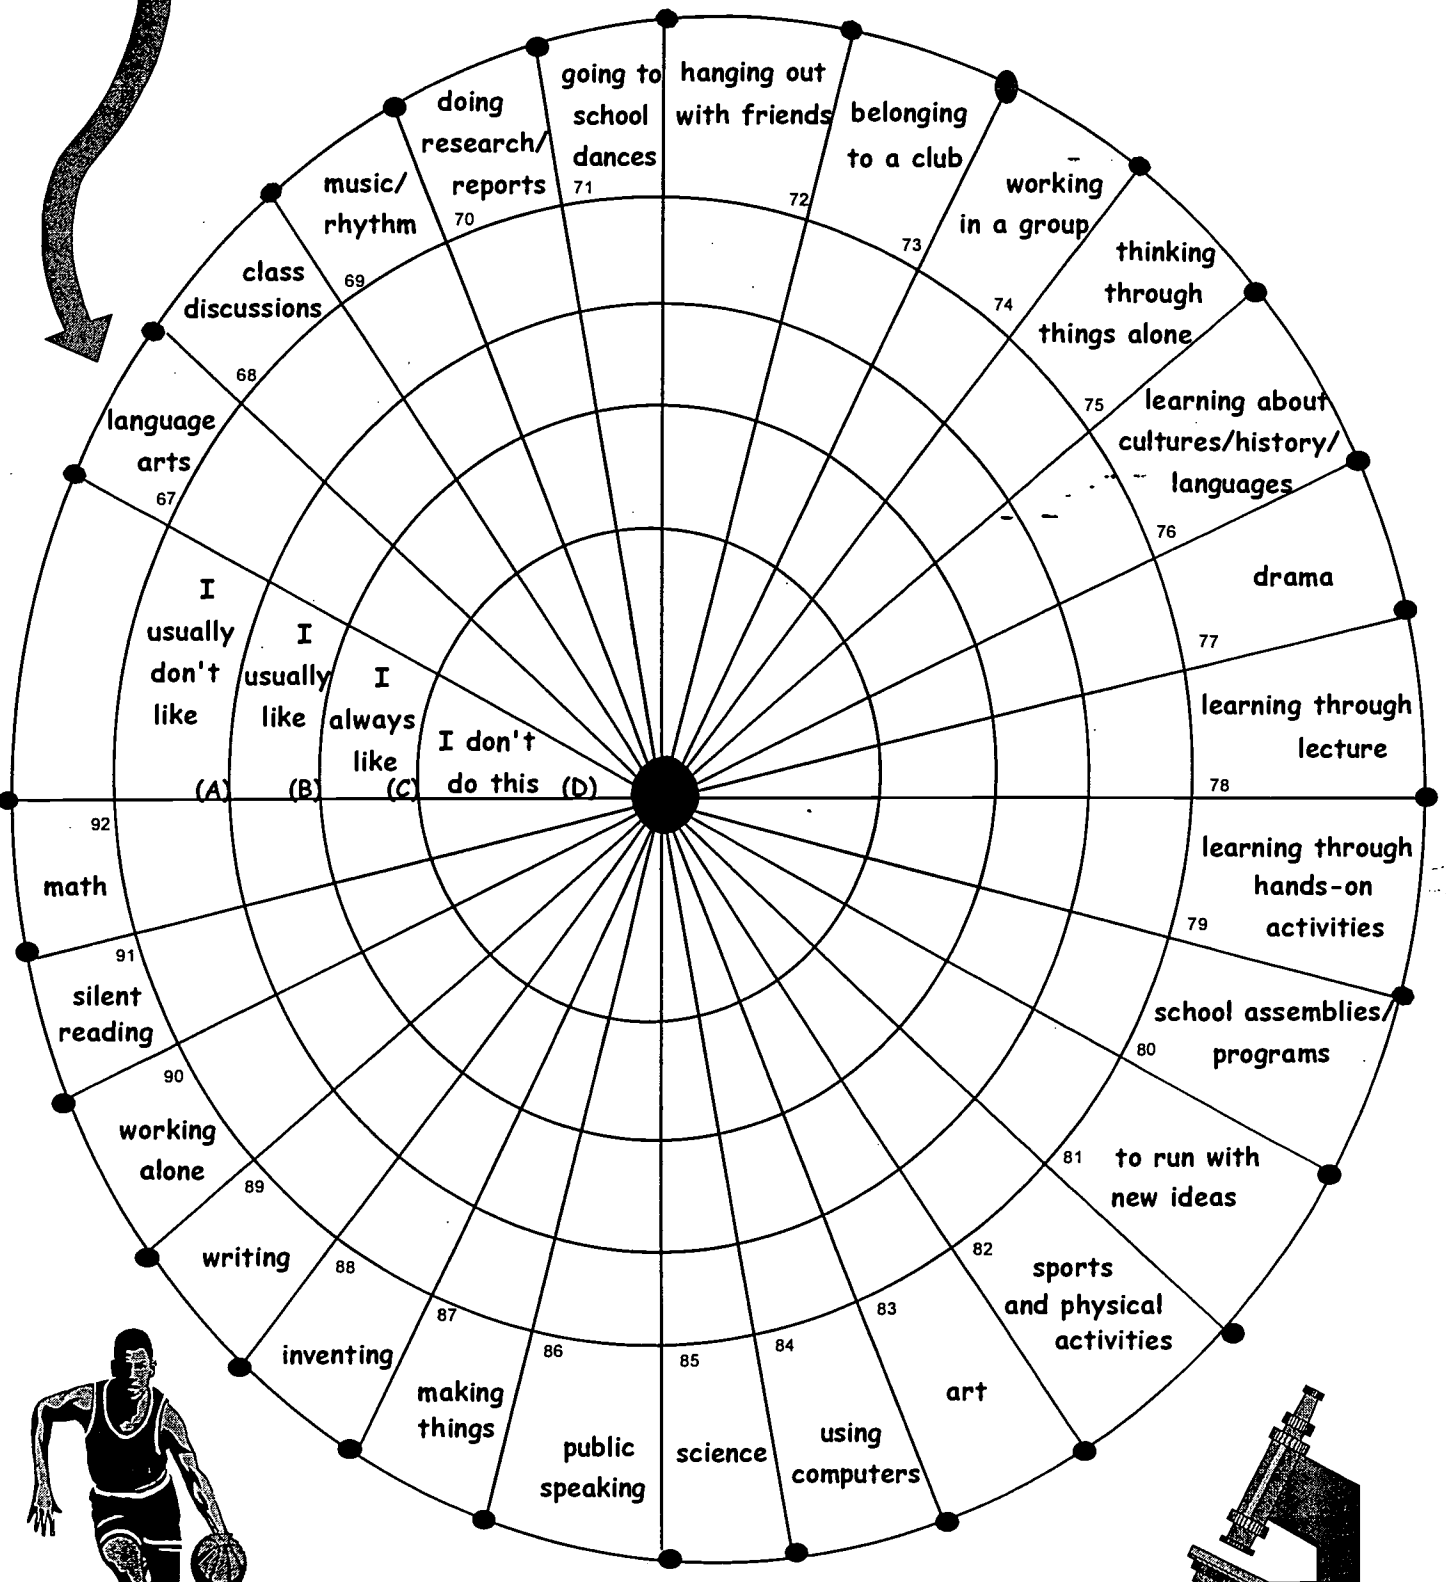 language
arts
67
class
discussions
68
music/
rhythm
69
doing
research/
reports
70
going to
school
dances
71
hanging out
with friends
72
belonging
to a club
73
working
in a group
74
thinking
through
things alone
75
learning about
cultures/history/
languages
76
drama
77
learning through
lecture
78
learning through
hands-on
activities
79
school assemblies/
programs
80
to run with
new ideas
81
sports
and physical
activities
82
art
83
using
computers
84
science
85
public
speaking
86
making
things
87
inventing
88
writing
89
working
alone
90
silent
reading
91
math
92
I
usually
don't
like
(A)
I
usually
like
(B)
I
always
like
(C)
I don't
do this (D)